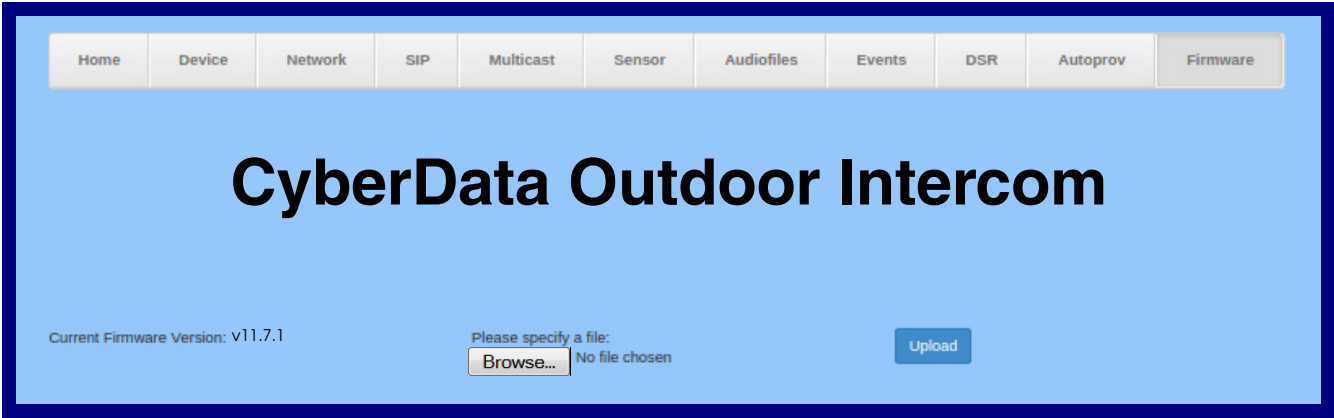 Home Device Network SIP Multicast Sensor Audiofiles Events DSR Autoprov Firmware
CyberData Outdoor Intercom
Current Firmware Version: v11.7.1
Please specify a file:
Browse... No file chosen
Upload